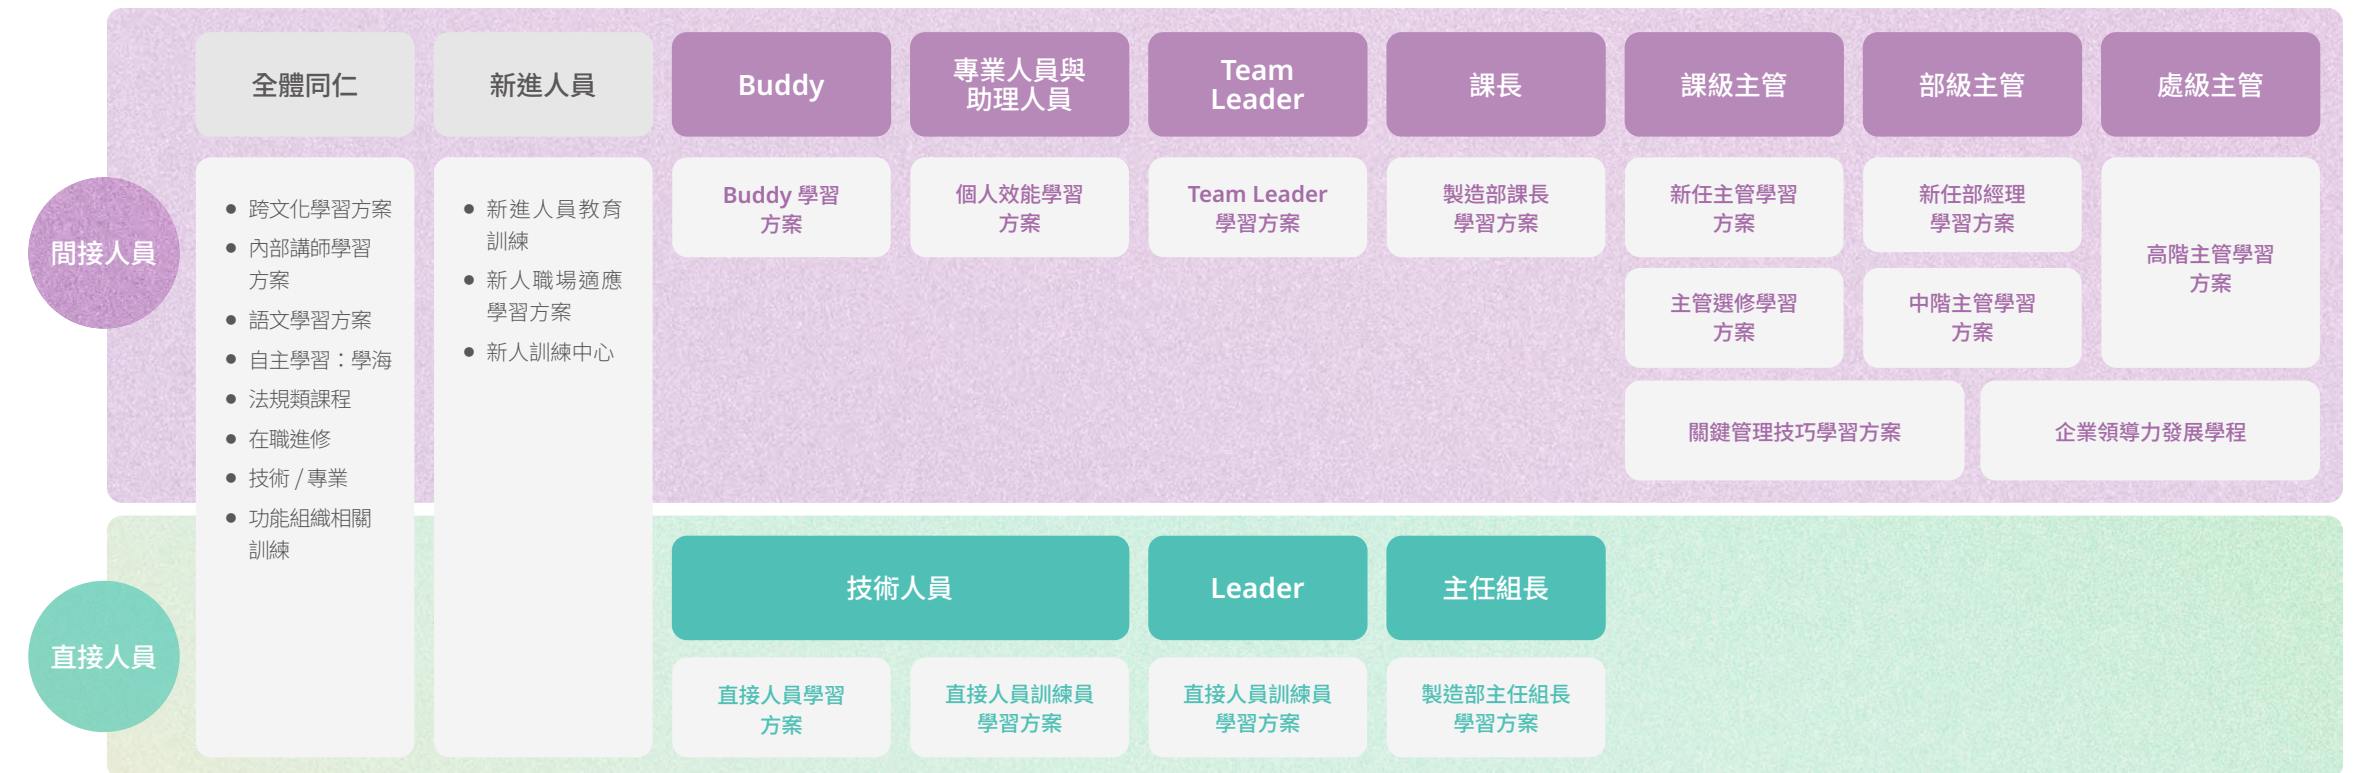 間接人員
全體同仁
跨文化學習方案
內部講師學習
方案
語文學習方案
自主學習：學海
法規類課程
在職進修
技術 / 專業
功能組織相關
訓練
新進人員
新進人員教育
訓練
新人職場適應
學習方案
新人訓練中心
Buddy
Buddy 學習
方案
專業人員與
助理人員
個人效能學習
方案
Team
Leader
Team Leader
學習方案
課長
製造部課長
學習方案
課級主管
新任主管學習
方案
主管選修學習
方案
部級主管
新任部經理
學習方案
中階主管學習
方案
處級主管
高階主管學習
方案
關鍵管理技巧學習方案
企業領導力發展學程
直接人員
技術人員
直接人員學習
方案
直接人員訓練員
學習方案
Leader
直接人員訓練員
學習方案
主任組長
製造部主任組長
學習方案